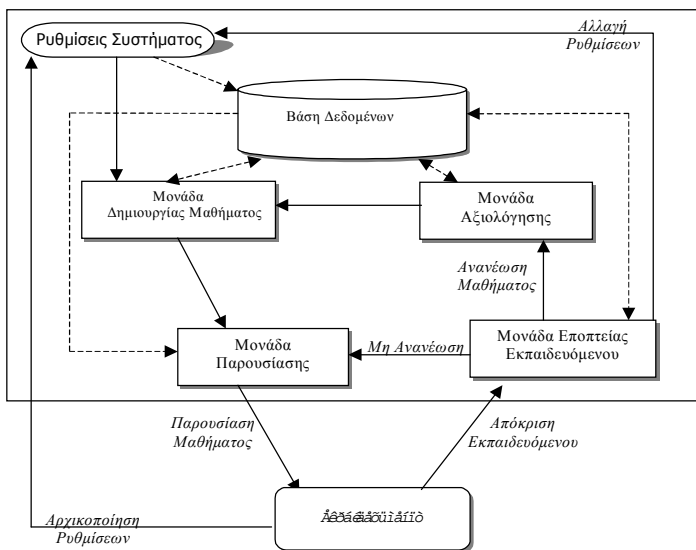 Αλλαγή
Ρυθμίσεων
Ρυθμίσεις Συστήματος
Βάση Δεδομένων
Μονάδα
Δημιουργίας Μαθήματος
Μονάδα
Αξιολόγησης
Ανανέωση
Μαθήματος
Μονάδα
Παρουσίασης
Μη Ανανέωση
Μονάδα Εποπτείας
Εκπαιδευόμενου
Παρουσίαση
Μαθήματος
Απόκριση
Εκπαιδευόμενου
Αρχικοποίηση
Ρυθμίσεων